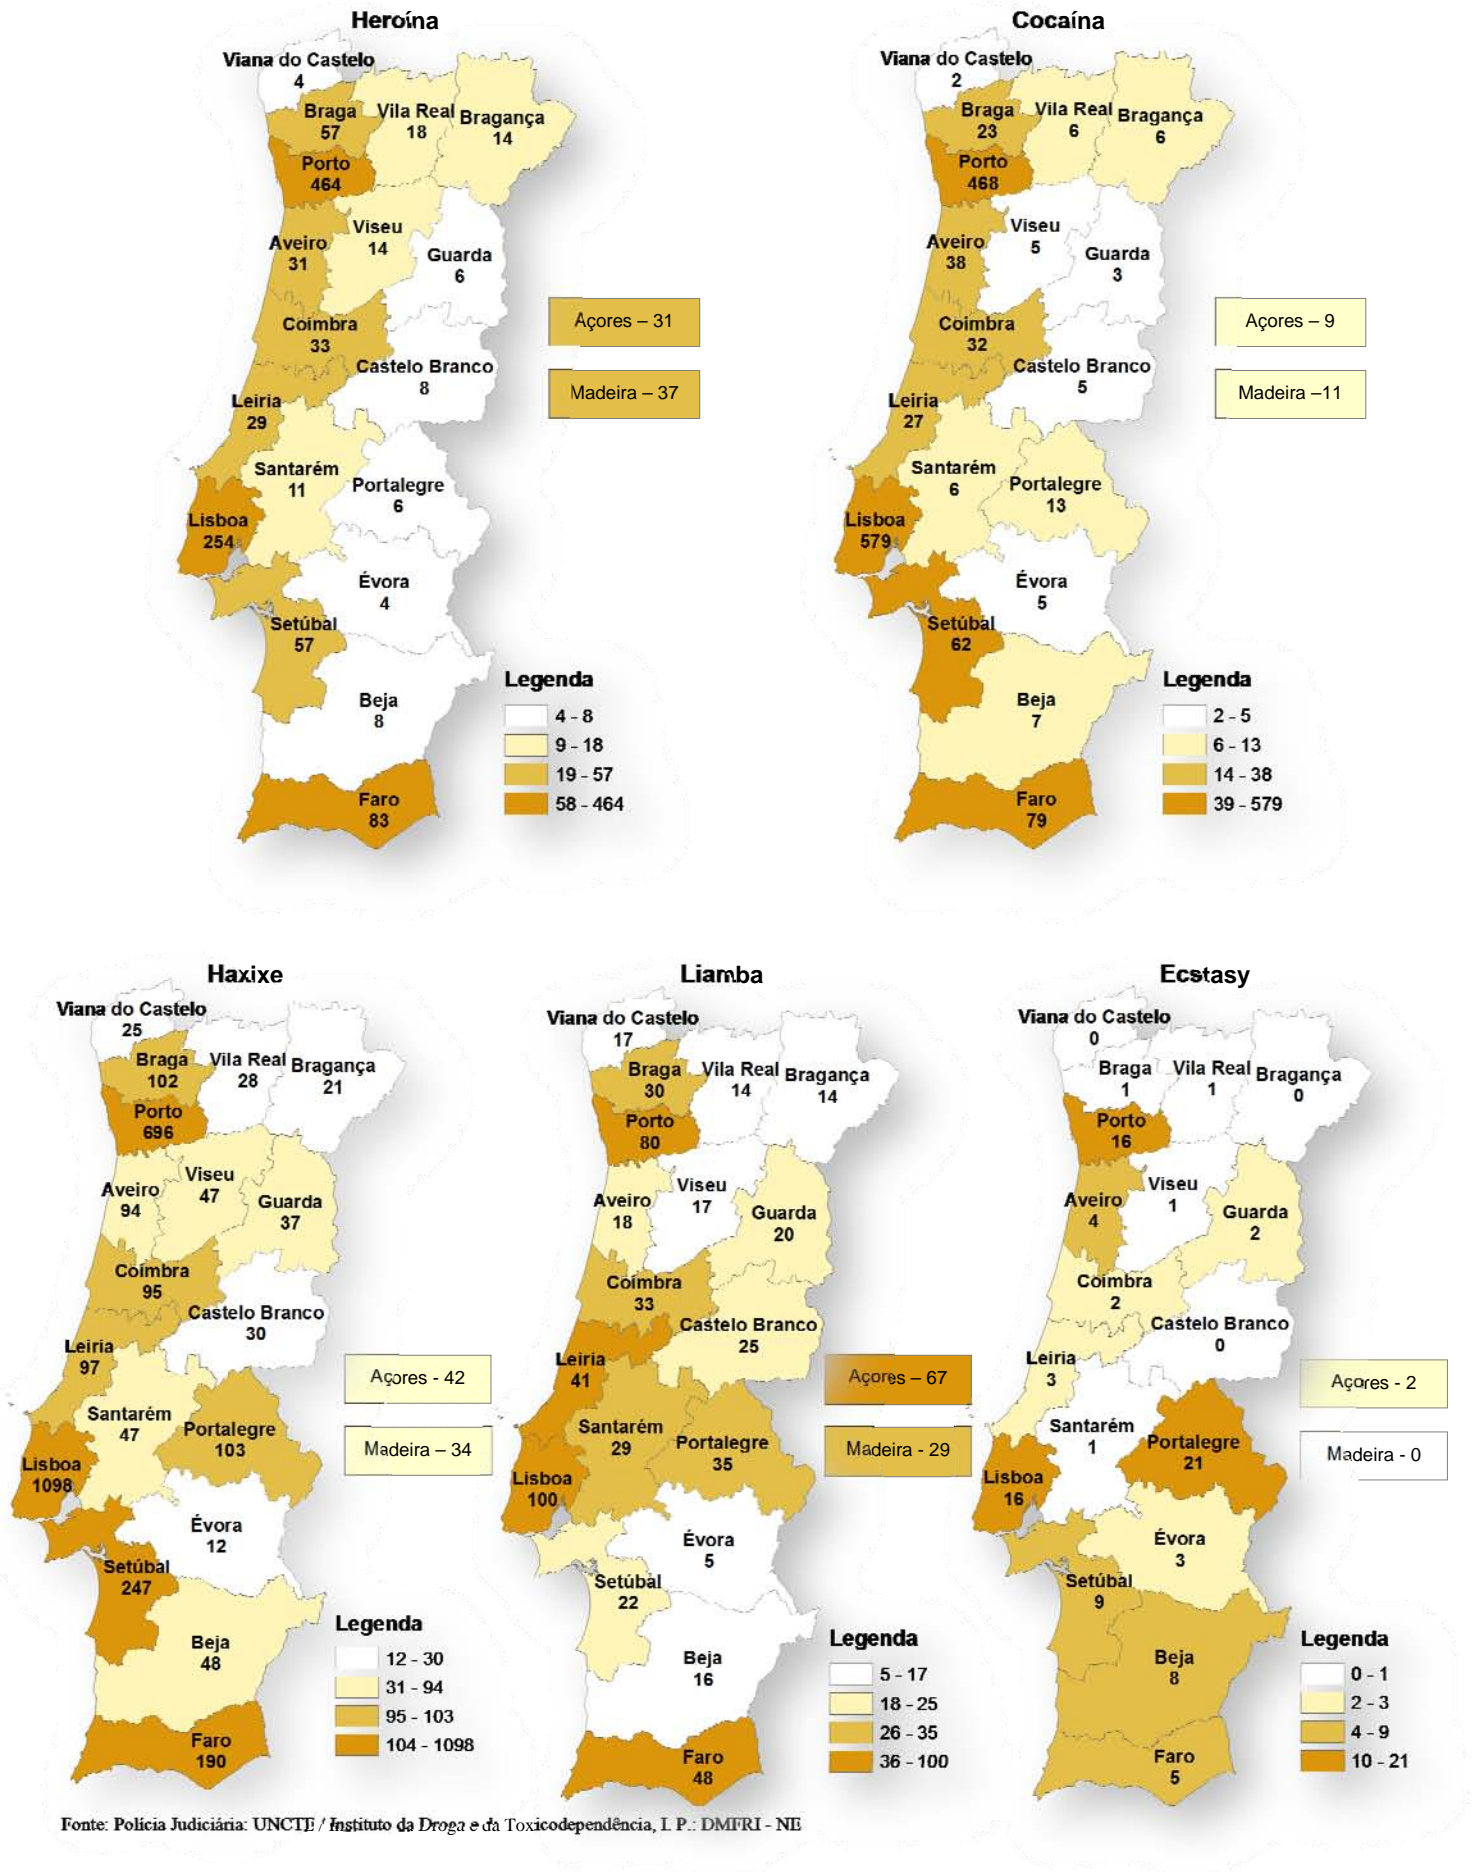 Heroína
Viana do Castelo
4
Braga
57
Vila Real
18
Bragança
14
Porto
464
Aveiro
31
Viseu
14
Guarda
6
Coimbra
33
Castelo Branco
8
Leiria
29
Santarém
11
Portalegre
6
Lisboa
254
Évora
4
Setúbal
57
Beja
8
Faro
83
Açores – 31
Madeira – 37
Legenda
4 - 8
9 - 18
19 - 57
58 - 464
Cocaína
Viana do Castelo
2
Braga
23
Vila Real
6
Bragança
6
Porto
468
Aveiro
38
Viseu
5
Guarda
3
Coimbra
32
Castelo Branco
5
Leiria
27
Santarém
6
Portalegre
13
Lisboa
579
Évora
5
Setúbal
62
Beja
7
Faro
79
Açores – 9
Madeira –11
Legenda
2 - 5
6 - 13
14 - 38
39 - 579
Haxixe
Viana do Castelo
25
Braga
102
Vila Real
28
Bragança
21
Porto
696
Aveiro
94
Viseu
47
Guarda
37
Coimbra
95
Castelo Branco
30
Leiria
97
Santarém
47
Portalegre
103
Lisboa
1098
Évora
12
Setúbal
247
Beja
48
Faro
190
Açores - 42
Madeira – 34
Legenda
12 - 30
31 - 94
95 - 103
104 - 1098
Liamba
Viana do Castelo
17
Braga
30
Vila Real
14
Bragança
14
Porto
80
Aveiro
18
Viseu
17
Guarda
20
Coimbra
33
Castelo Branco
25
Leiria
41
Santarém
29
Portalegre
35
Lisboa
100
Évora
5
Setúbal
22
Beja
16
Faro
48
Açores – 67
Madeira - 29
Legenda
5 - 17
18 - 25
26 - 35
36 - 100
Ecstasy
Viana do Castelo
0
Braga
1
Vila Real
1
Bragança
0
Porto
16
Aveiro
4
Viseu
1
Guarda
2
Coimbra
2
Castelo Branco
0
Leiria
3
Santarém
1
Portalegre
21
Lisboa
16
Évora
3
Setúbal
9
Beja
8
Faro
5
Açores - 2
Madeira - 0
Legenda
0 - 1
2 - 3
4 - 9
10 - 21
Fonte: Polícia Judiciária: UNCTE / Instituto da Droga e da Toxicodependência, I. P.: DMFRI - NE